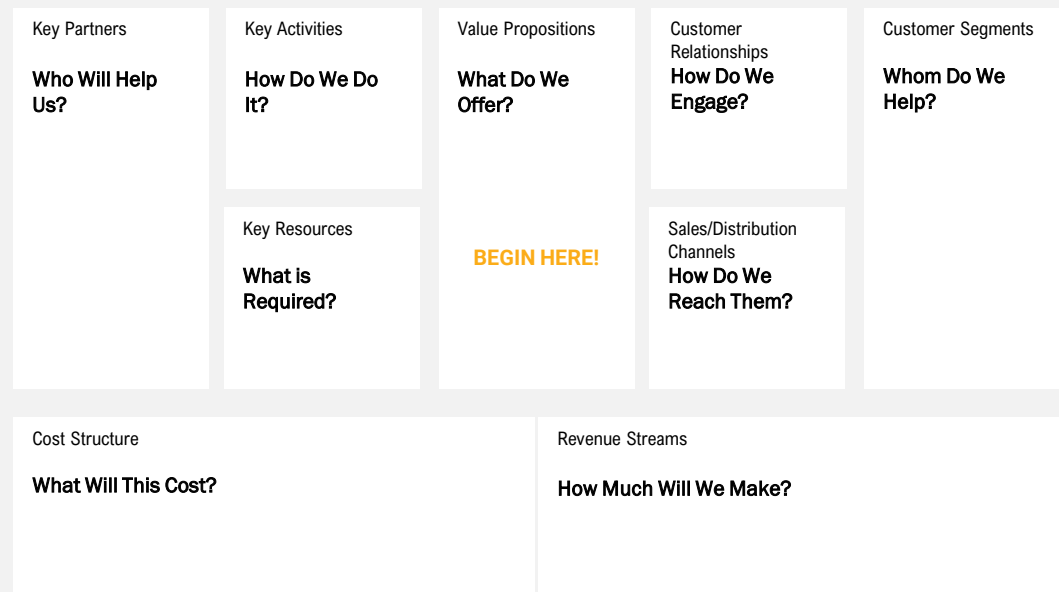 Key Partners
Who Will Help
Us?
Key Activities
How Do We Do
It?
Key Resources
What is
Required?
Value Propositions
What Do We
Offer?
BEGIN HERE!
Customer
Relationships
How Do We
Engage?
Sales/Distribution
Channels
How Do We
Reach Them?
Customer Segments
Whom Do We
Help?
Cost Structure
What Will This Cost?
Revenue Streams
How Much Will We Make?